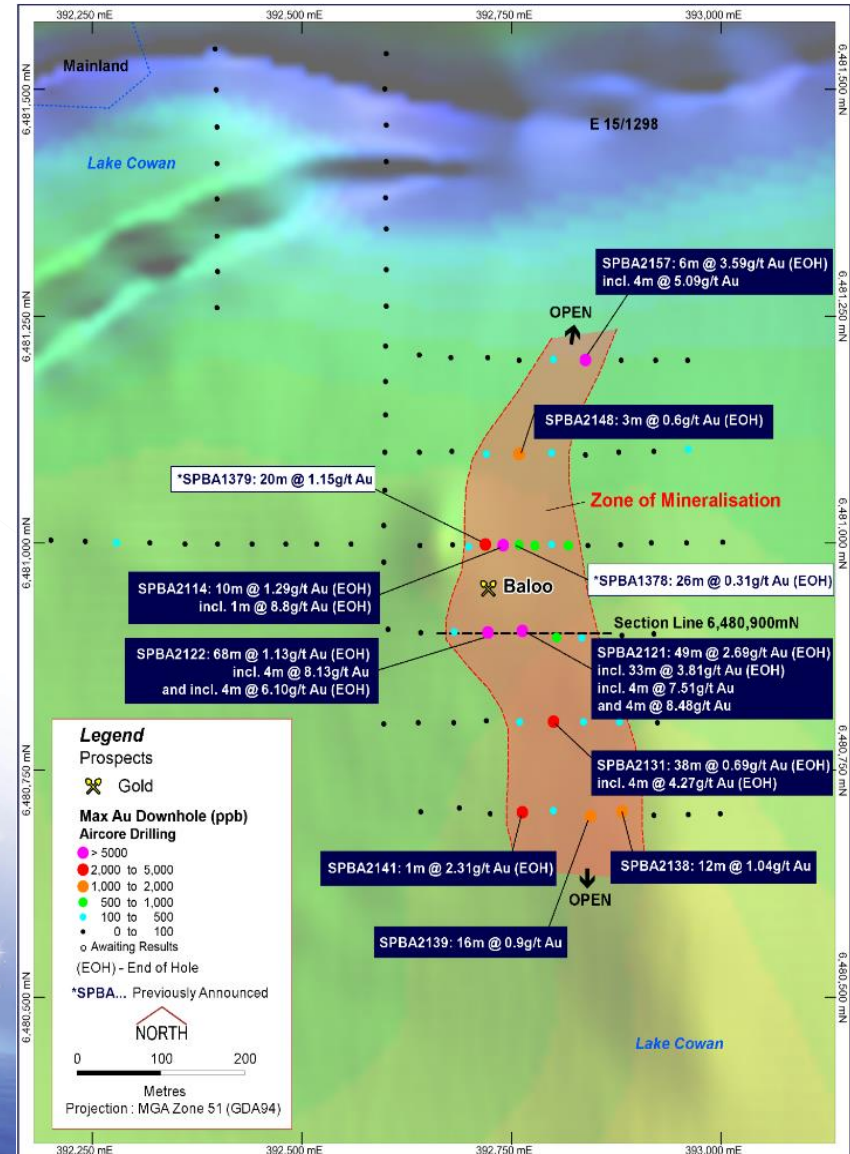 392,250 mE
392,500 mE
392,750 mE
393,000 mE
6,481,500 mN
6,481,500 mN
Mainland
E 15/1298
Lake Cowan
SPBA2157: 6m @ 3.59g/t Au (EOH)
incl. 4m @ 5.09g/t Au
6,481,250 mN
6,481,250 mN
OPEN
SPBA2148: 3m @ 0.6g/t Au (EOH)
*SPBA1379: 20m @ 1.15g/t Au
Zone of Mineralisation
6,481,000 mN
6,481,000 mN
SPBA2114: 10m @ 1.29g/t Au (EOH)
incl. 1m @ 8.8g/t Au (EOH)
*SPBA1378: 26m @ 0.31g/t Au (EOH)
Baloo
Section Line 6,480,900mN
SPBA2122: 68m @ 1.13g/t Au (EOH)
incl. 4m @ 8.13g/t Au
and incl. 4m @ 6.10g/t Au (EOH)
SPBA2121: 49m @ 2.69g/t Au (EOH)
incl. 33m @ 3.81g/t Au (EOH)
incl. 4m @ 7.51g/t Au
and 4m @ 8.48g/t Au
6,480,750 mN
6,480,750 mN
SPBA2131: 38m @ 0.69g/t Au (EOH)
incl. 4m @ 4.27g/t Au (EOH)
SPBA2141: 1m @ 2.31g/t Au (EOH)
SPBA2138: 12m @ 1.04g/t Au
OPEN
SPBA2139: 16m @ 0.9g/t Au
6,480,500 mN
6,480,500 mN
Lake Cowan
Legend
Prospects
Gold
Max Au Downhole (ppb)
Aircore Drilling
> 5000
2,000 to 5,000
1,000 to 2,000
500 to 1,000
100 to 500
0 to 100
Awaiting Results
(EOH) - End of Hole
*SPBA... Previously Announced
NORTH
0 100 200
Metres
Projection : MGA Zone 51 (GDA94)
392,250 mE
392,500 mE
392,750 mE
393,000 mE